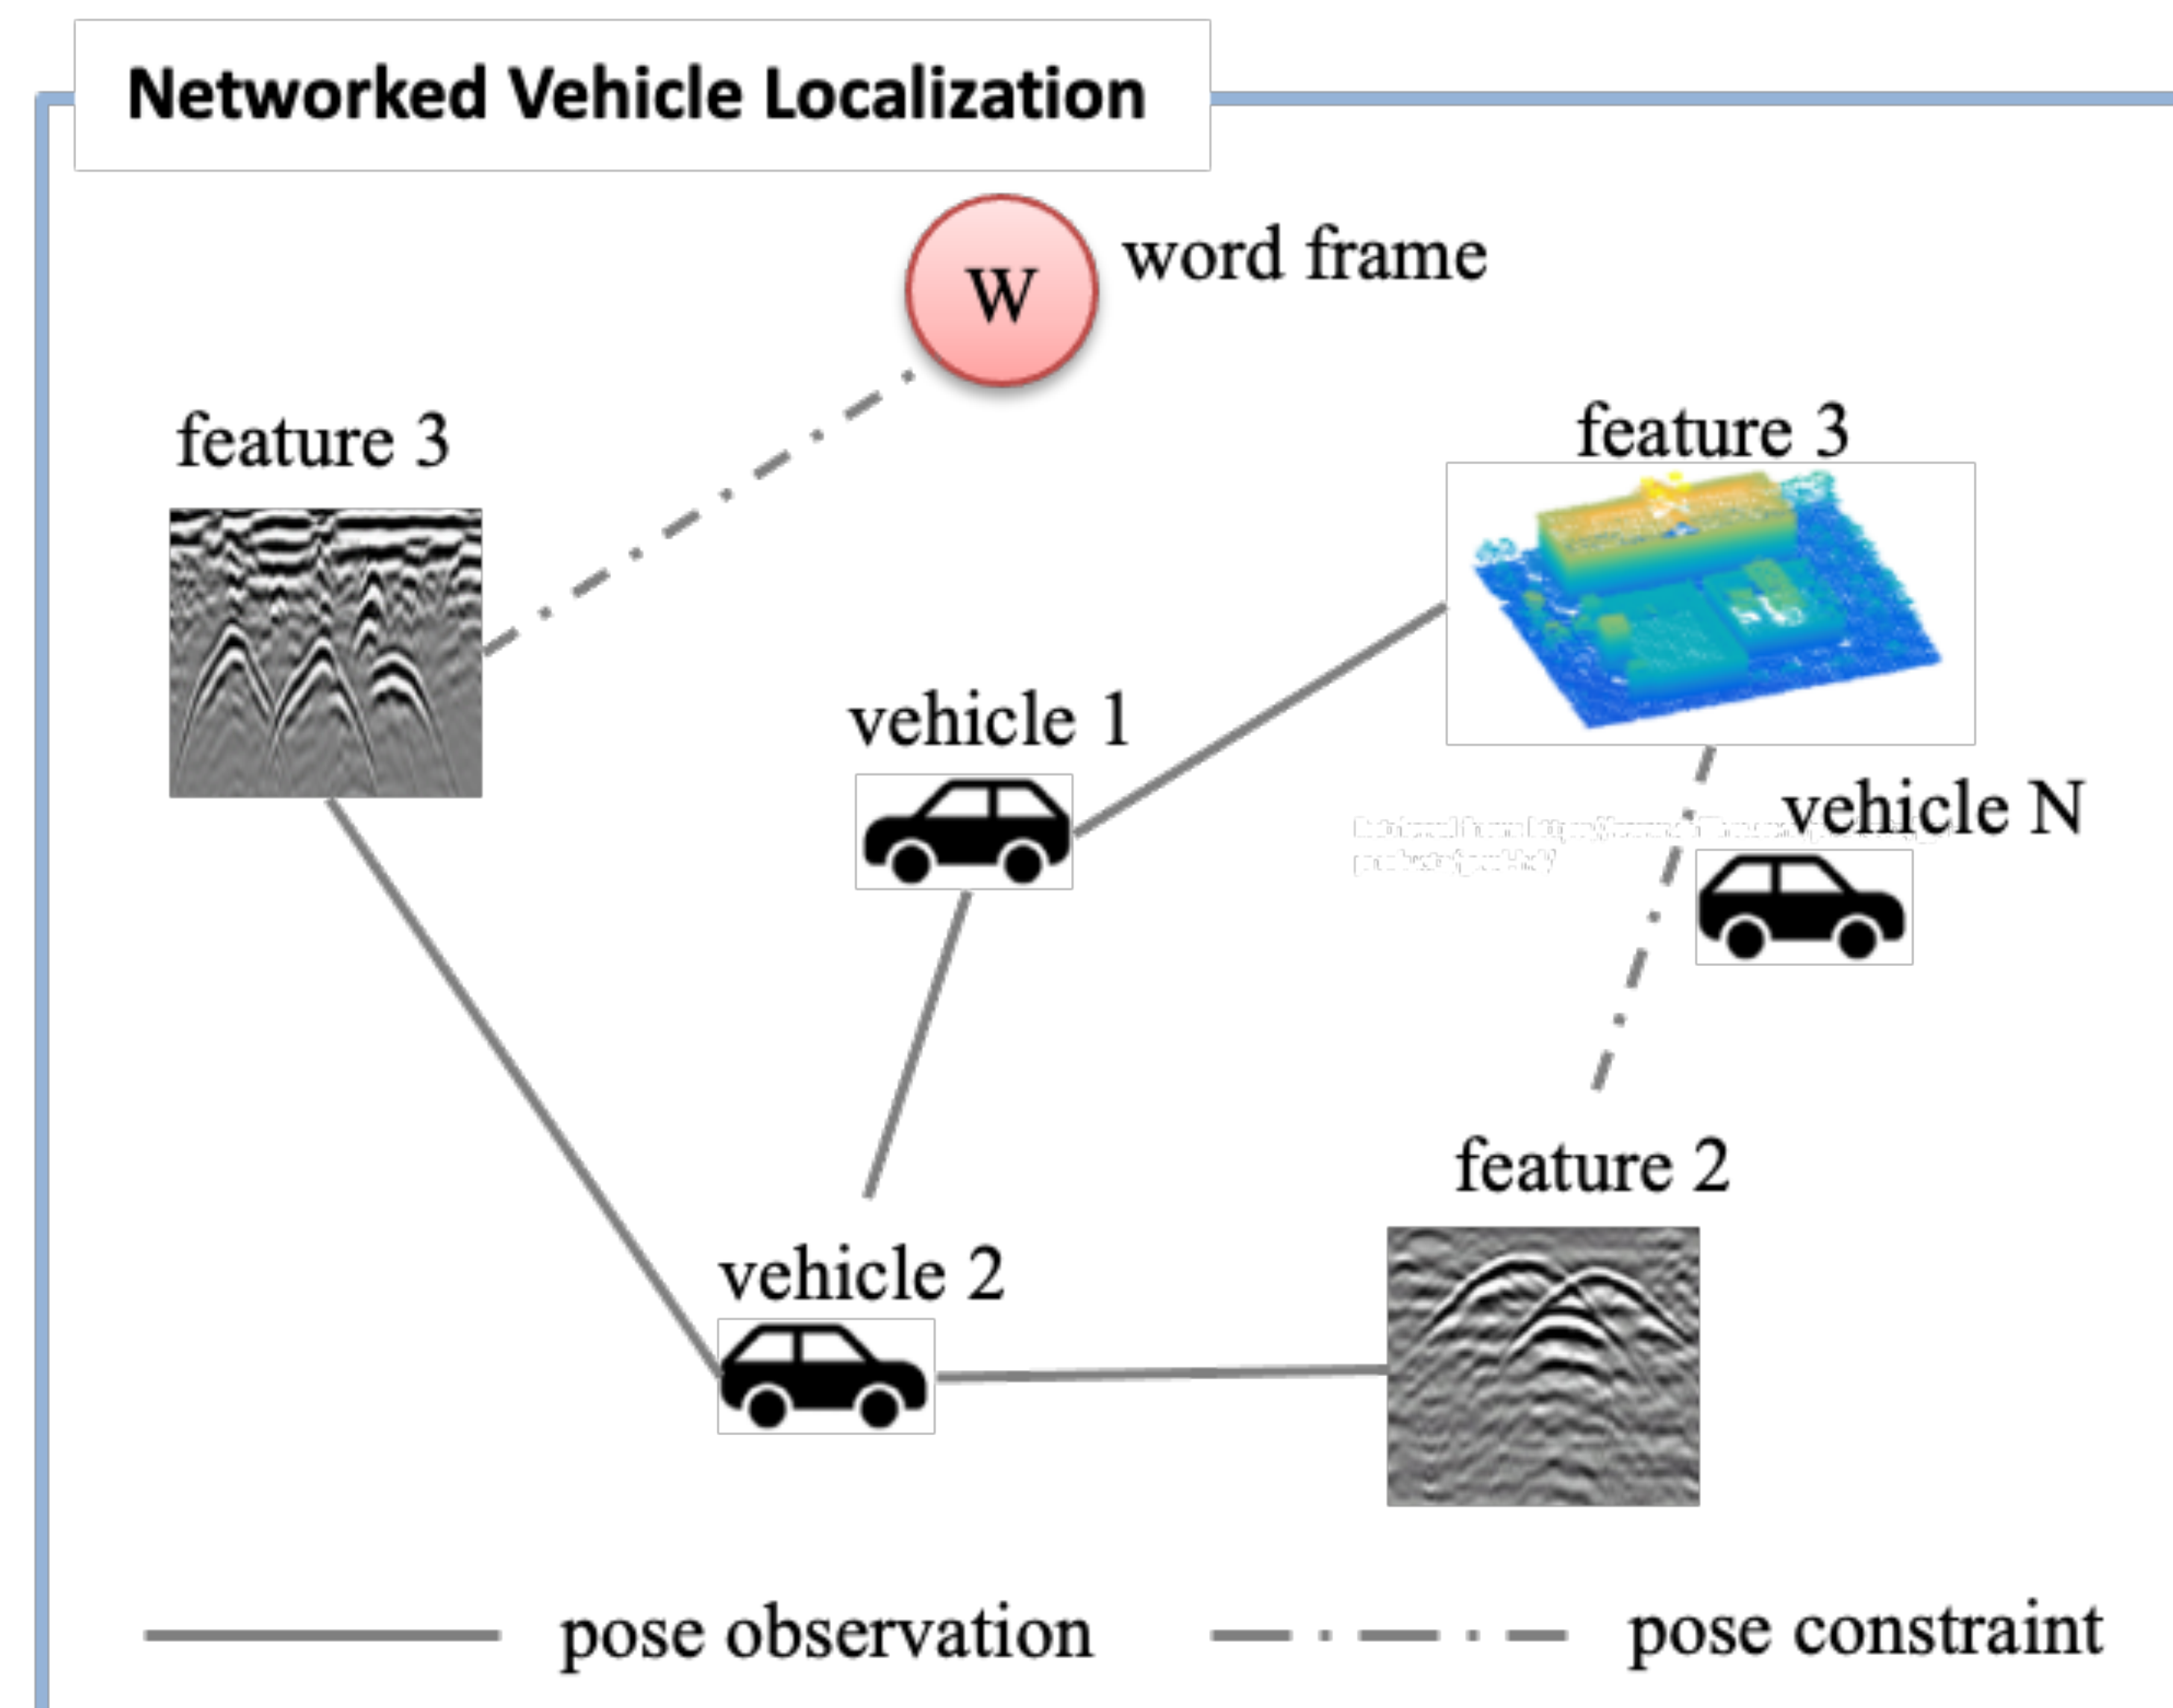 Networked Vehicle Localization
W
word frame
feature 3
feature 3
vehicle 1
vehicle N
feature 2
vehicle 2
pose observation
pose constraint